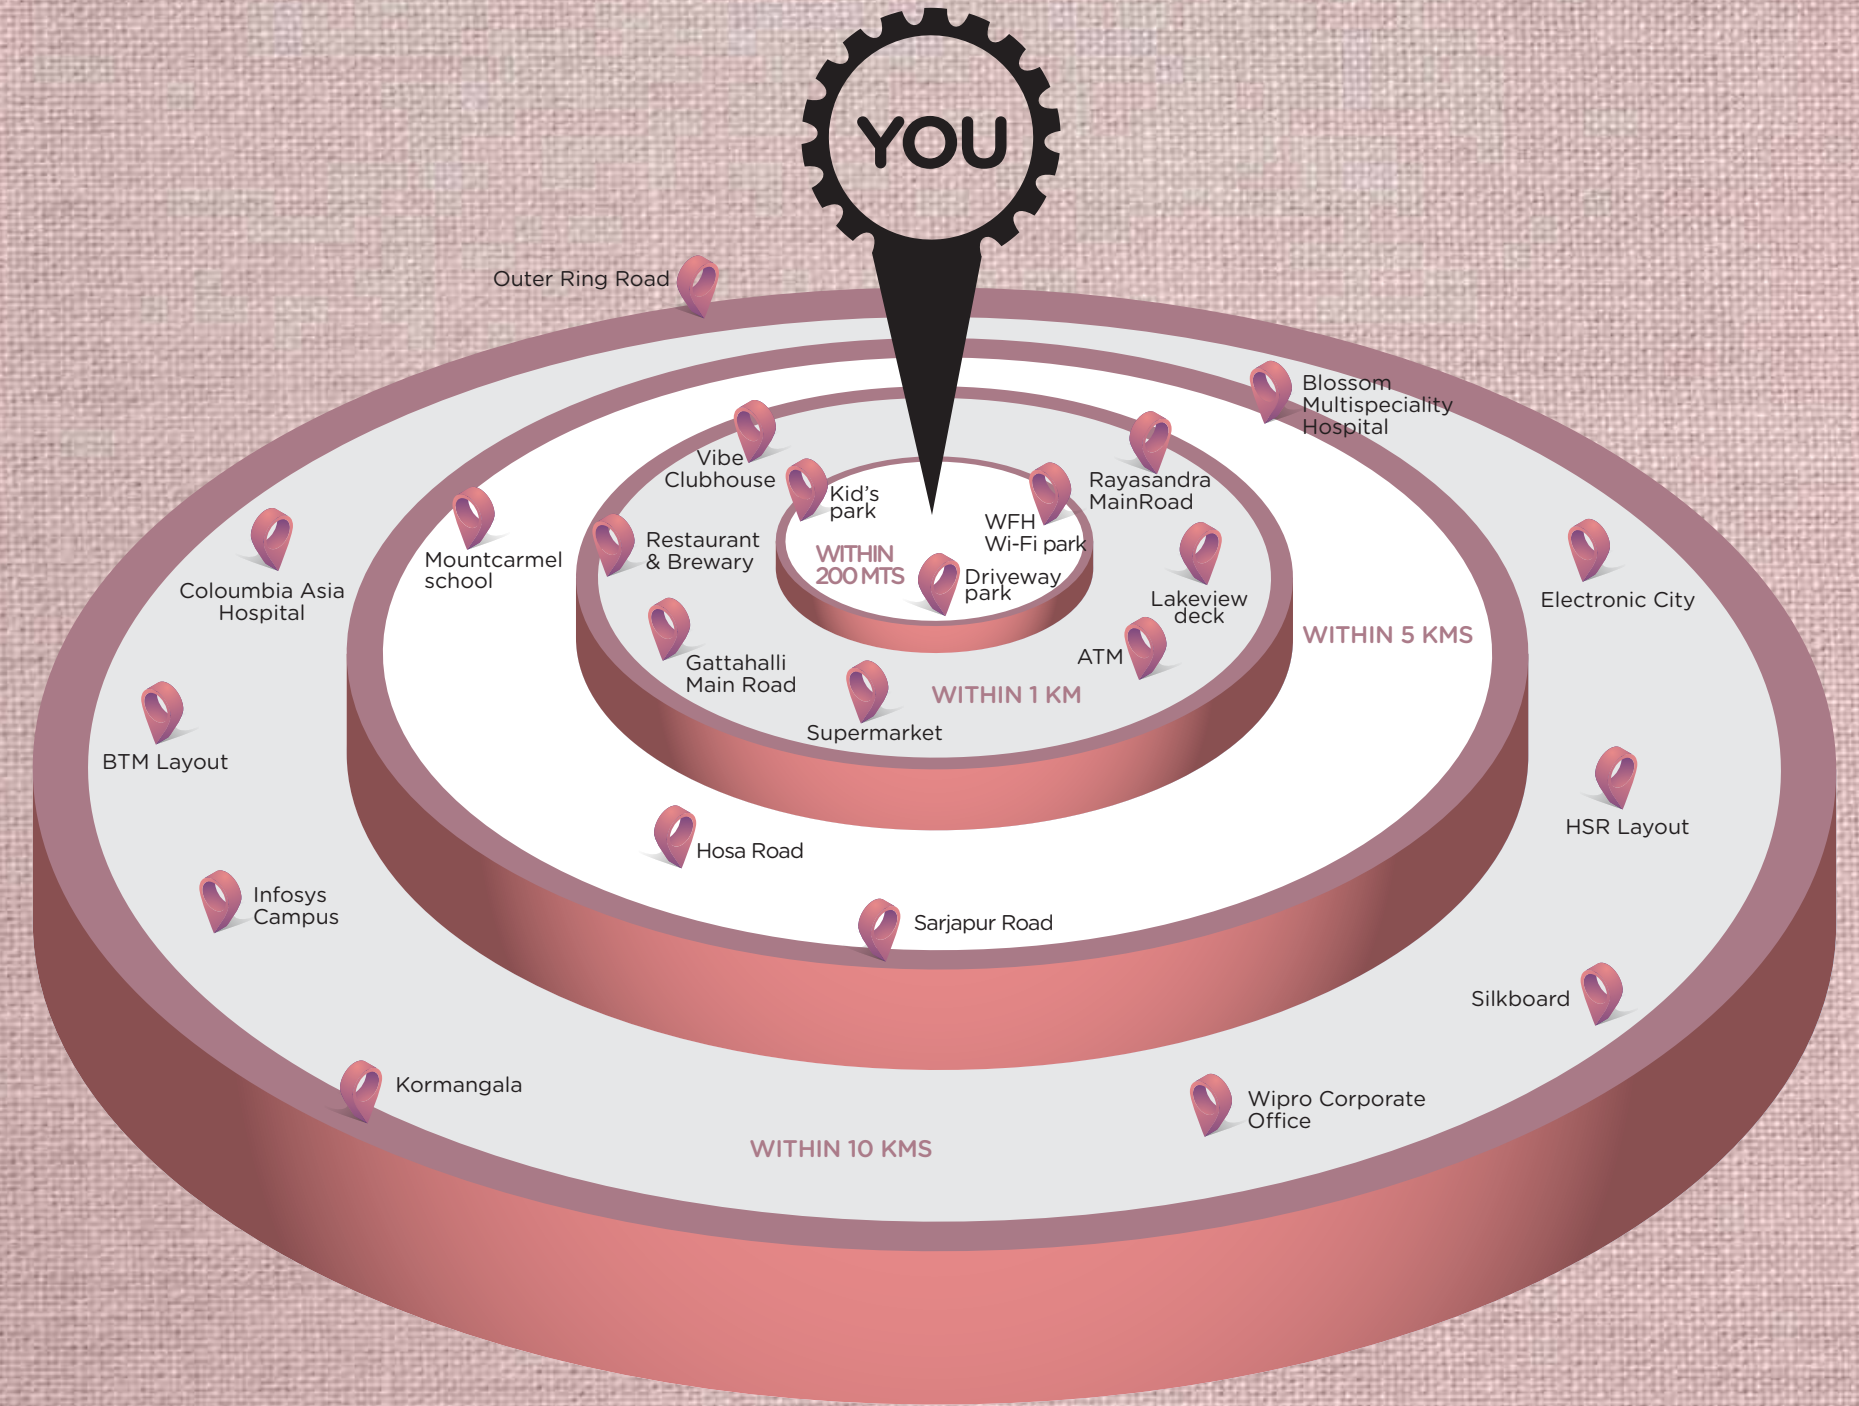 YOU
Outer Ring Road
Blossom
Multispeciality
Hospital
Vibe
Clubhouse
Kid's
park
Rayasandra
MainRoad
WFH
Wi-Fi park
WITHIN
200 MTS
Driveway
park
Restaurant
& Brewary
Mountcarmel
school
Coloumbia Asia
Hospital
Lakeview
deck
Electronic City
WITHIN 5 KMS
Gattahalli
Main Road
ATM
WITHIN 1 KM
Supermarket
BTM Layout
HSR Layout
Hosa Road
Infosys
Campus
Sarjapur Road
Silkboard
Kormangala
Wipro Corporate
Office
WITHIN 10 KMS